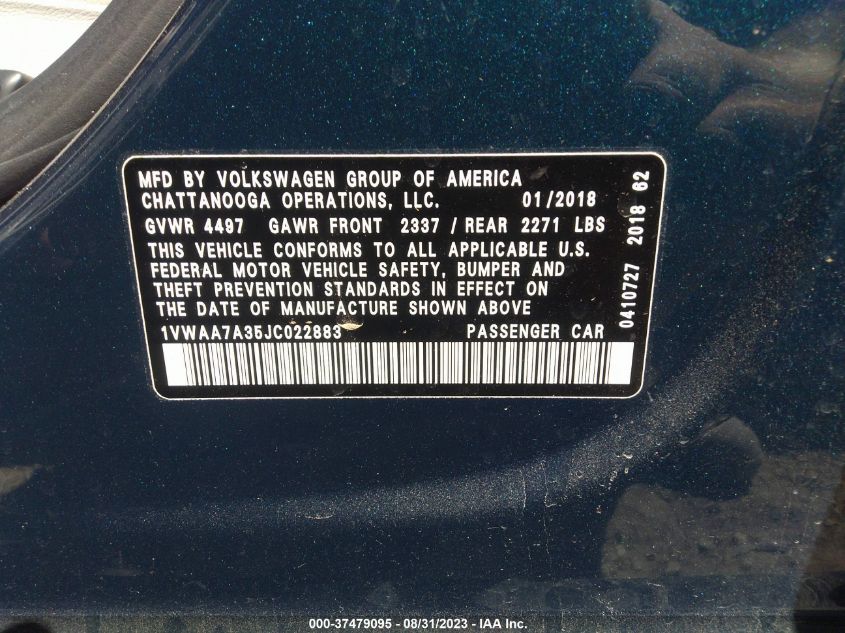 MFD BY VOLKSWAGEN GROUP OF AMERICA
CHATTANOOGA OPERATIONS, LLC. 01/2018
GVWR 4497 GAWR FRONT 2337 / REAR 2271 LBS
THIS VEHICLE CONFORMS TO ALL APPLICABLE U.S.
FEDERAL MOTOR VEHICLE SAFETY, BUMPER AND
THEFT PREVENTION STANDARDS IN EFFECT ON
THE DATE OF MANUFACTURE SHOWN ABOVE
1VWAA7A35JC022883 PASSENGER CAR
0410727 2018 62
000-37479095 - 08/31/2023 - IAA Inc.